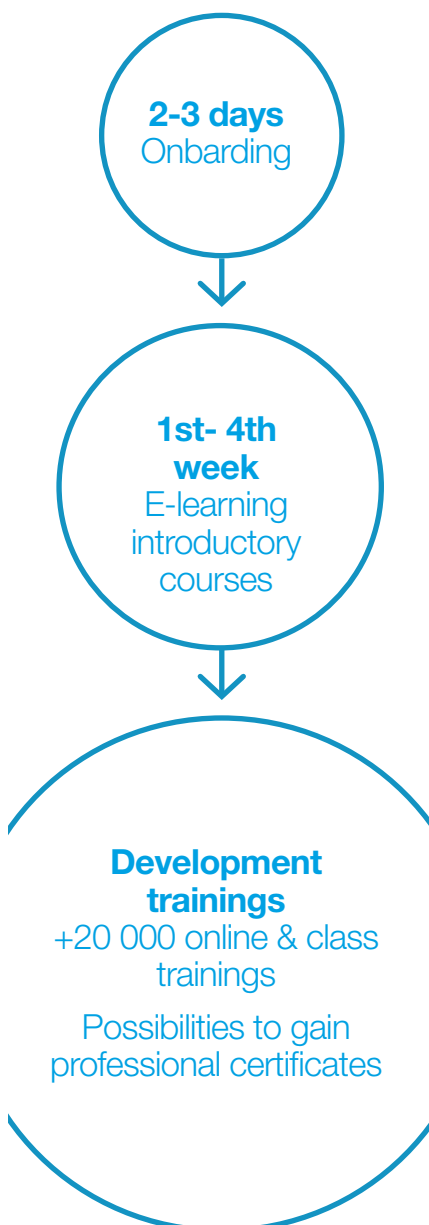 2-3 days
Onbarding
1st- 4th
week
E-learning
introductory
courses
Development
trainings
+20 000 online & class
trainings
Possibilities to gain
professional certificates